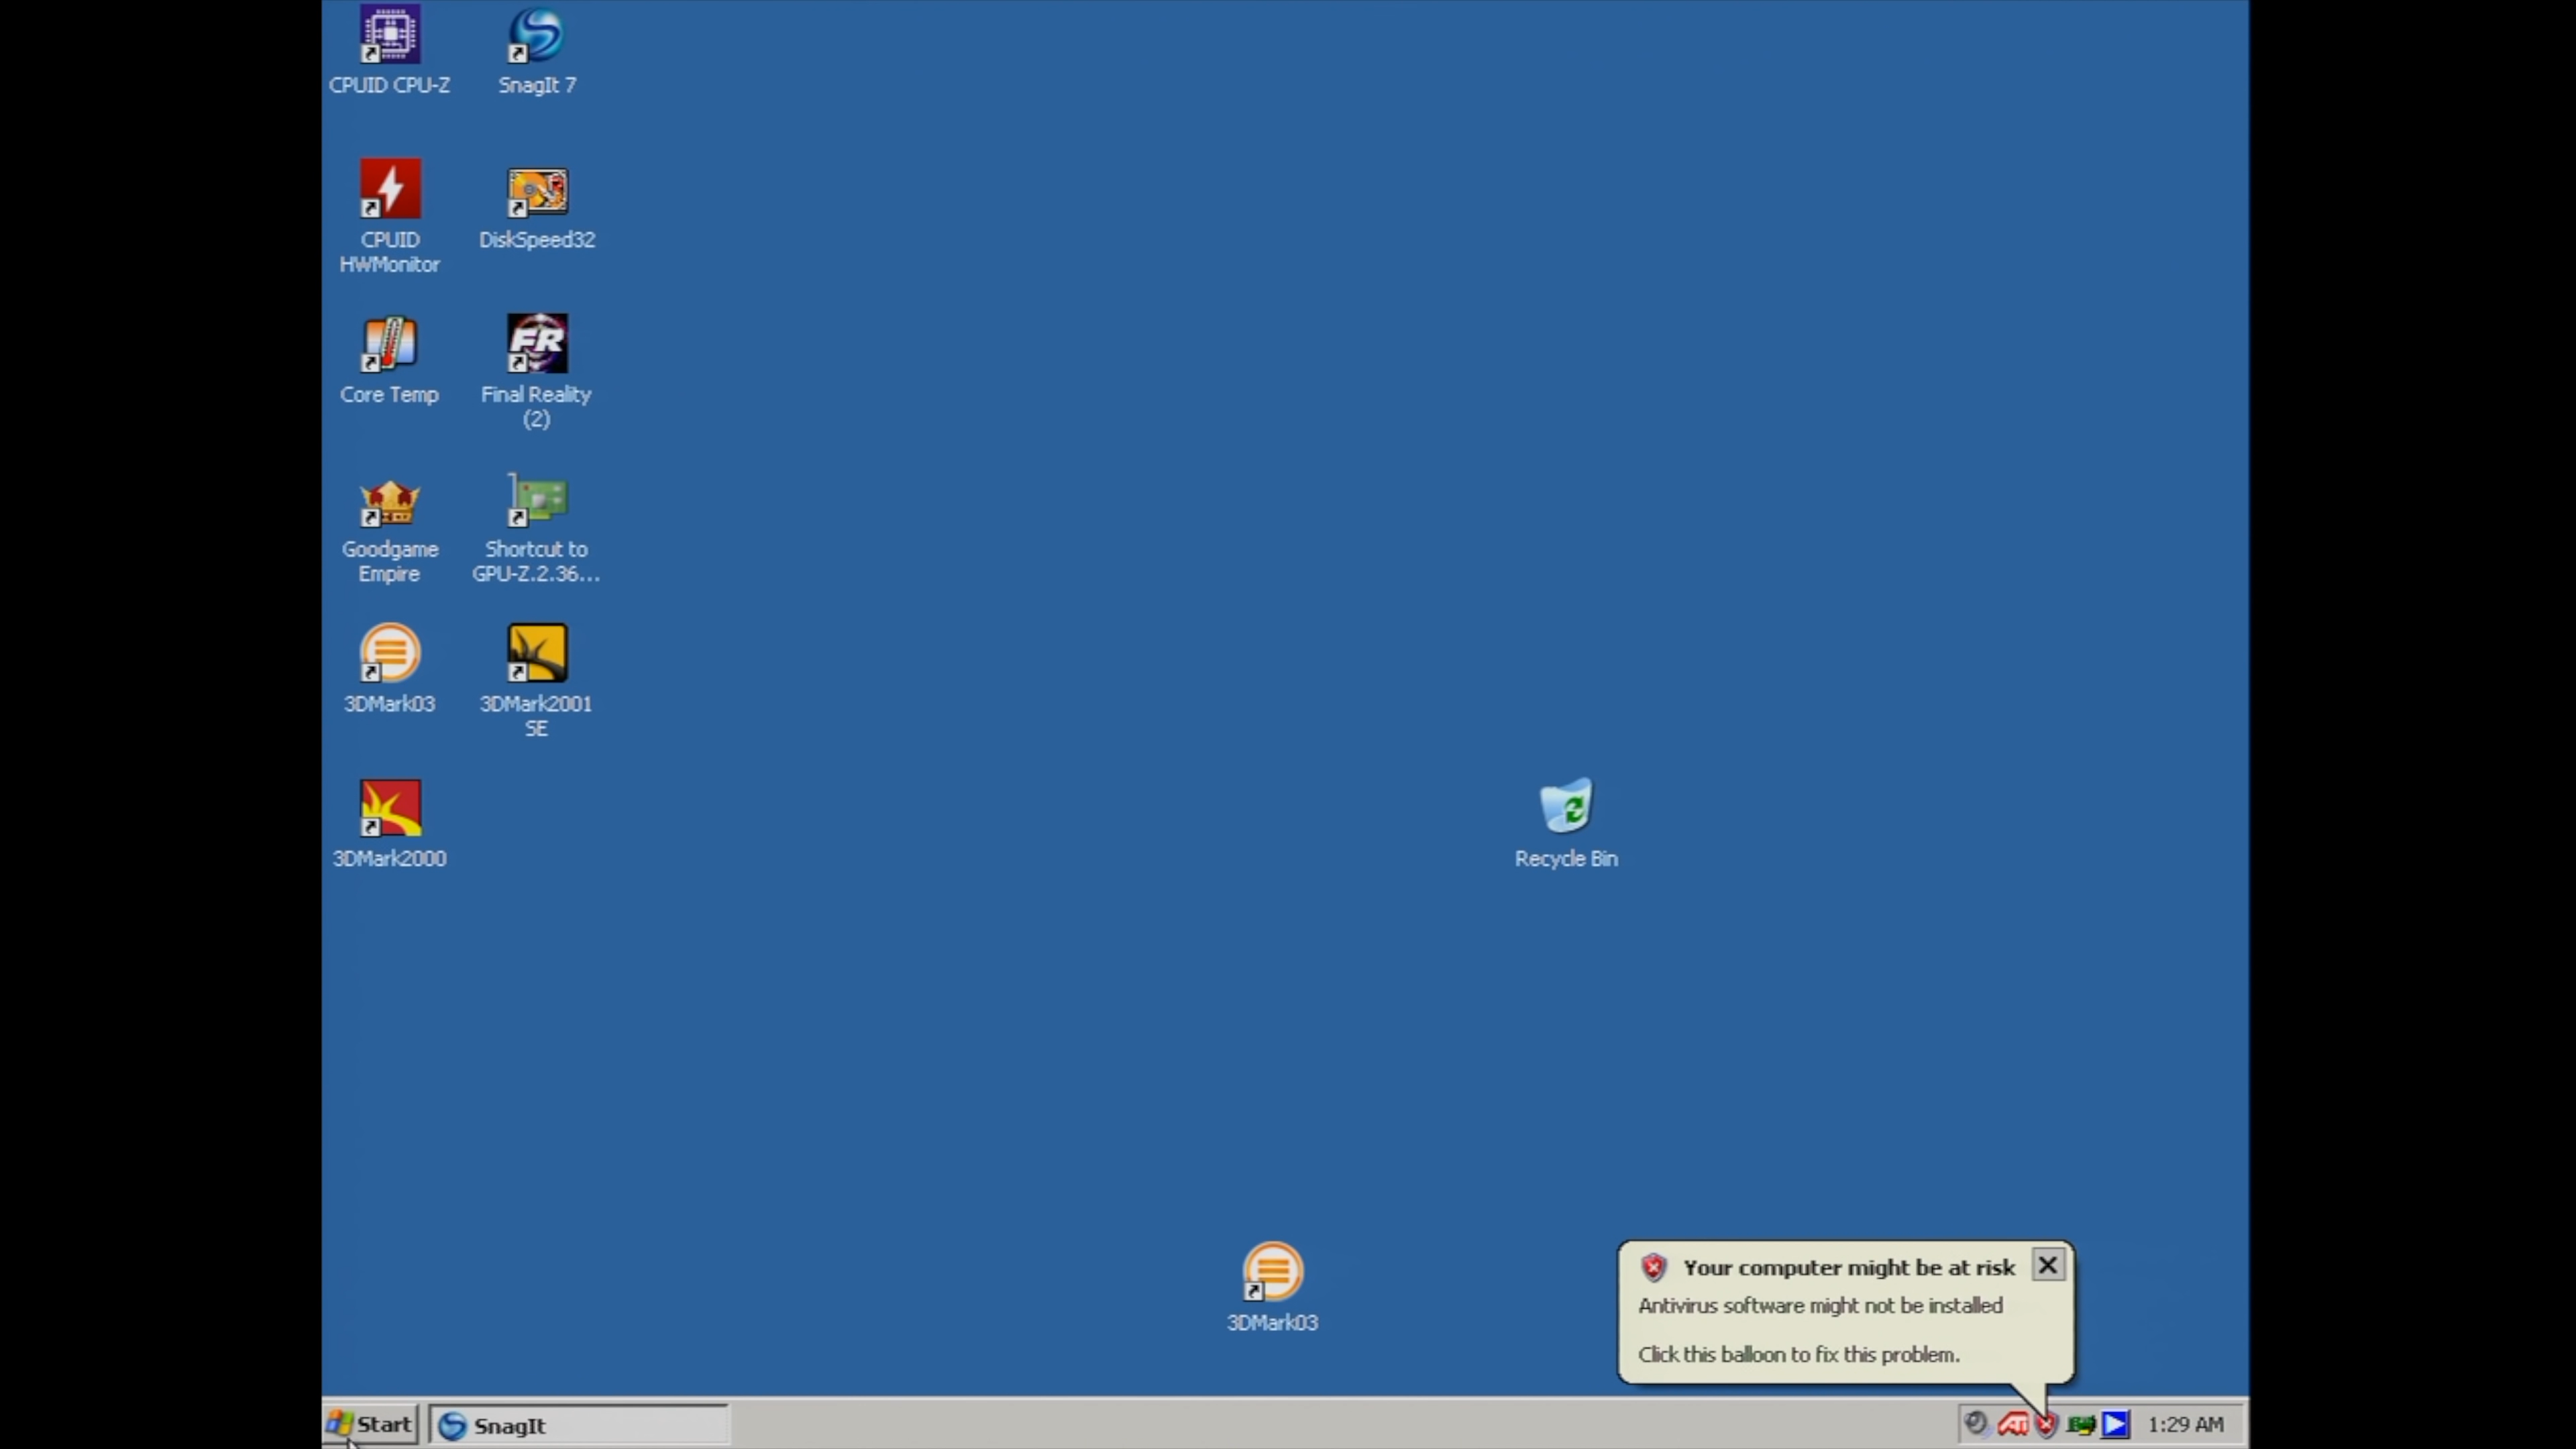 CPUID CPU-Z
SnagIt 7
CPUID
HWMonitor
DiskSpeed32
Core Temp
FR
Final Reality
(2)
Goodgame
Empire
Shortcut to
GPU-Z.2.36...
3DMark03
3DMark2001
SE
3DMark2000
Recycle Bin
3DMark03
Your computer might be at risk
Antivirus software might not be installed
Click this balloon to fix this problem.
Start
SnagIt
ATI
1:29 AM